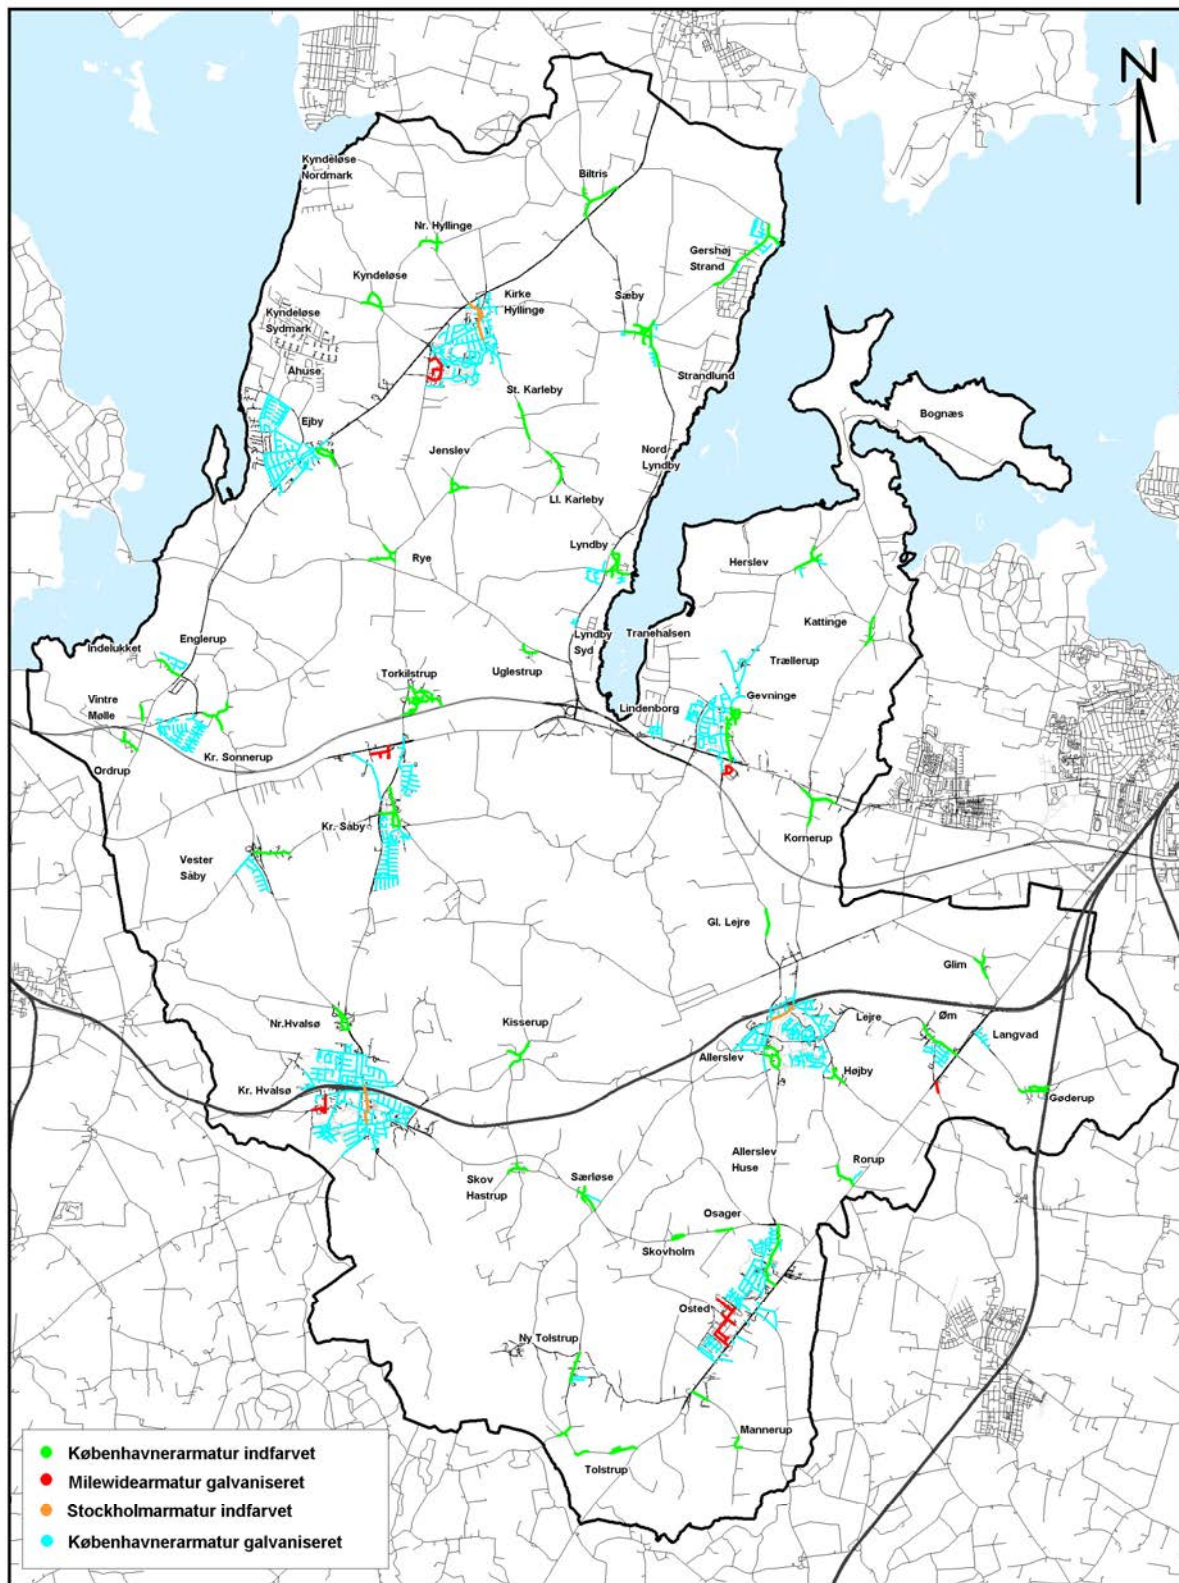 N
Kyndeløse
Nordmark
Biltris
Nr. Hyllinge
Gershøj
Strand
Kyndeløse
Kirke
Hyllinge
Sæby
Kyndeløse
Sydmark
Ahuse
Strandlund
St. Karleby
Bognæs
Ejby
Jenslev
Nord
Lyndby
Ll. Karleby
Lyndby
Rye
Herslev
Kattinge
Englerup
Indelukket
Lyndby
Syd
Tranehalsen
Trællerup
Torkilstrup
Uglestrup
Gevninge
Vintre
Mølle
Lindenborg
Kr. Sonnerup
Ordrup
Kr. Såby
Kornerup
Vester
Såby
Gl. Lejre
Glim
Nr.Hvalsø
Kisserup
Lejre
Øm
Langvad
Allerslev
Højby
Kr. Hvalsø
Gøderup
Allerslev
Huse
Rorup
Skov
Hastrup
Særløse
Osager
Skovholm
Osted
Ny Tolstrup
Mannerup
Tolstrup
Københavnerarmatur indfarvet
Milewidearmatur galvaniseret
Stockholmarmatur indfarvet
Københavnerarmatur galvaniseret